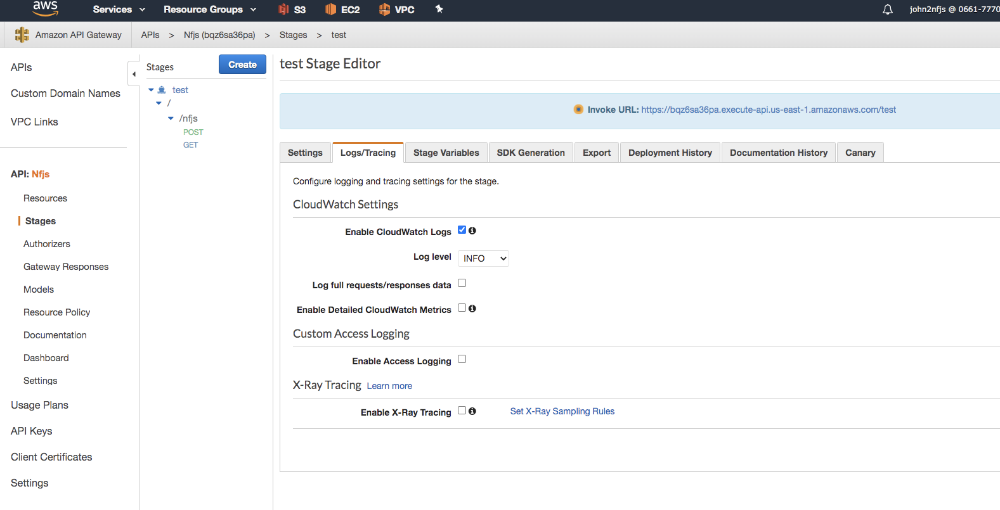 aws Services Resource Groups S3 EC2 VPC john2nfjs @ 0661-7770
Amazon API Gateway APIs > Nfjs (bqz6sa36pa) > Stages > test
APIs
Custom Domain Names
VPC Links
API: Nfjs
Resources
Stages
Authorizers
Gateway Responses
Models
Resource Policy
Documentation
Dashboard
Settings
Usage Plans
API Keys
Client Certificates
Settings
Stages Create
test
/
/nfjs
POST
GET
test Stage Editor
Invoke URL: https://bqz6sa36pa.execute-api.us-east-1.amazonaws.com/test
Settings Logs/Tracing Stage Variables SDK Generation Export Deployment History Documentation History Canary
Configure logging and tracing settings for the stage.
CloudWatch Settings
Enable CloudWatch Logs
Log level INFO
Log full requests/responses data
Enable Detailed CloudWatch Metrics
Custom Access Logging
Enable Access Logging
X-Ray Tracing Learn more
Enable X-Ray Tracing Set X-Ray Sampling Rules